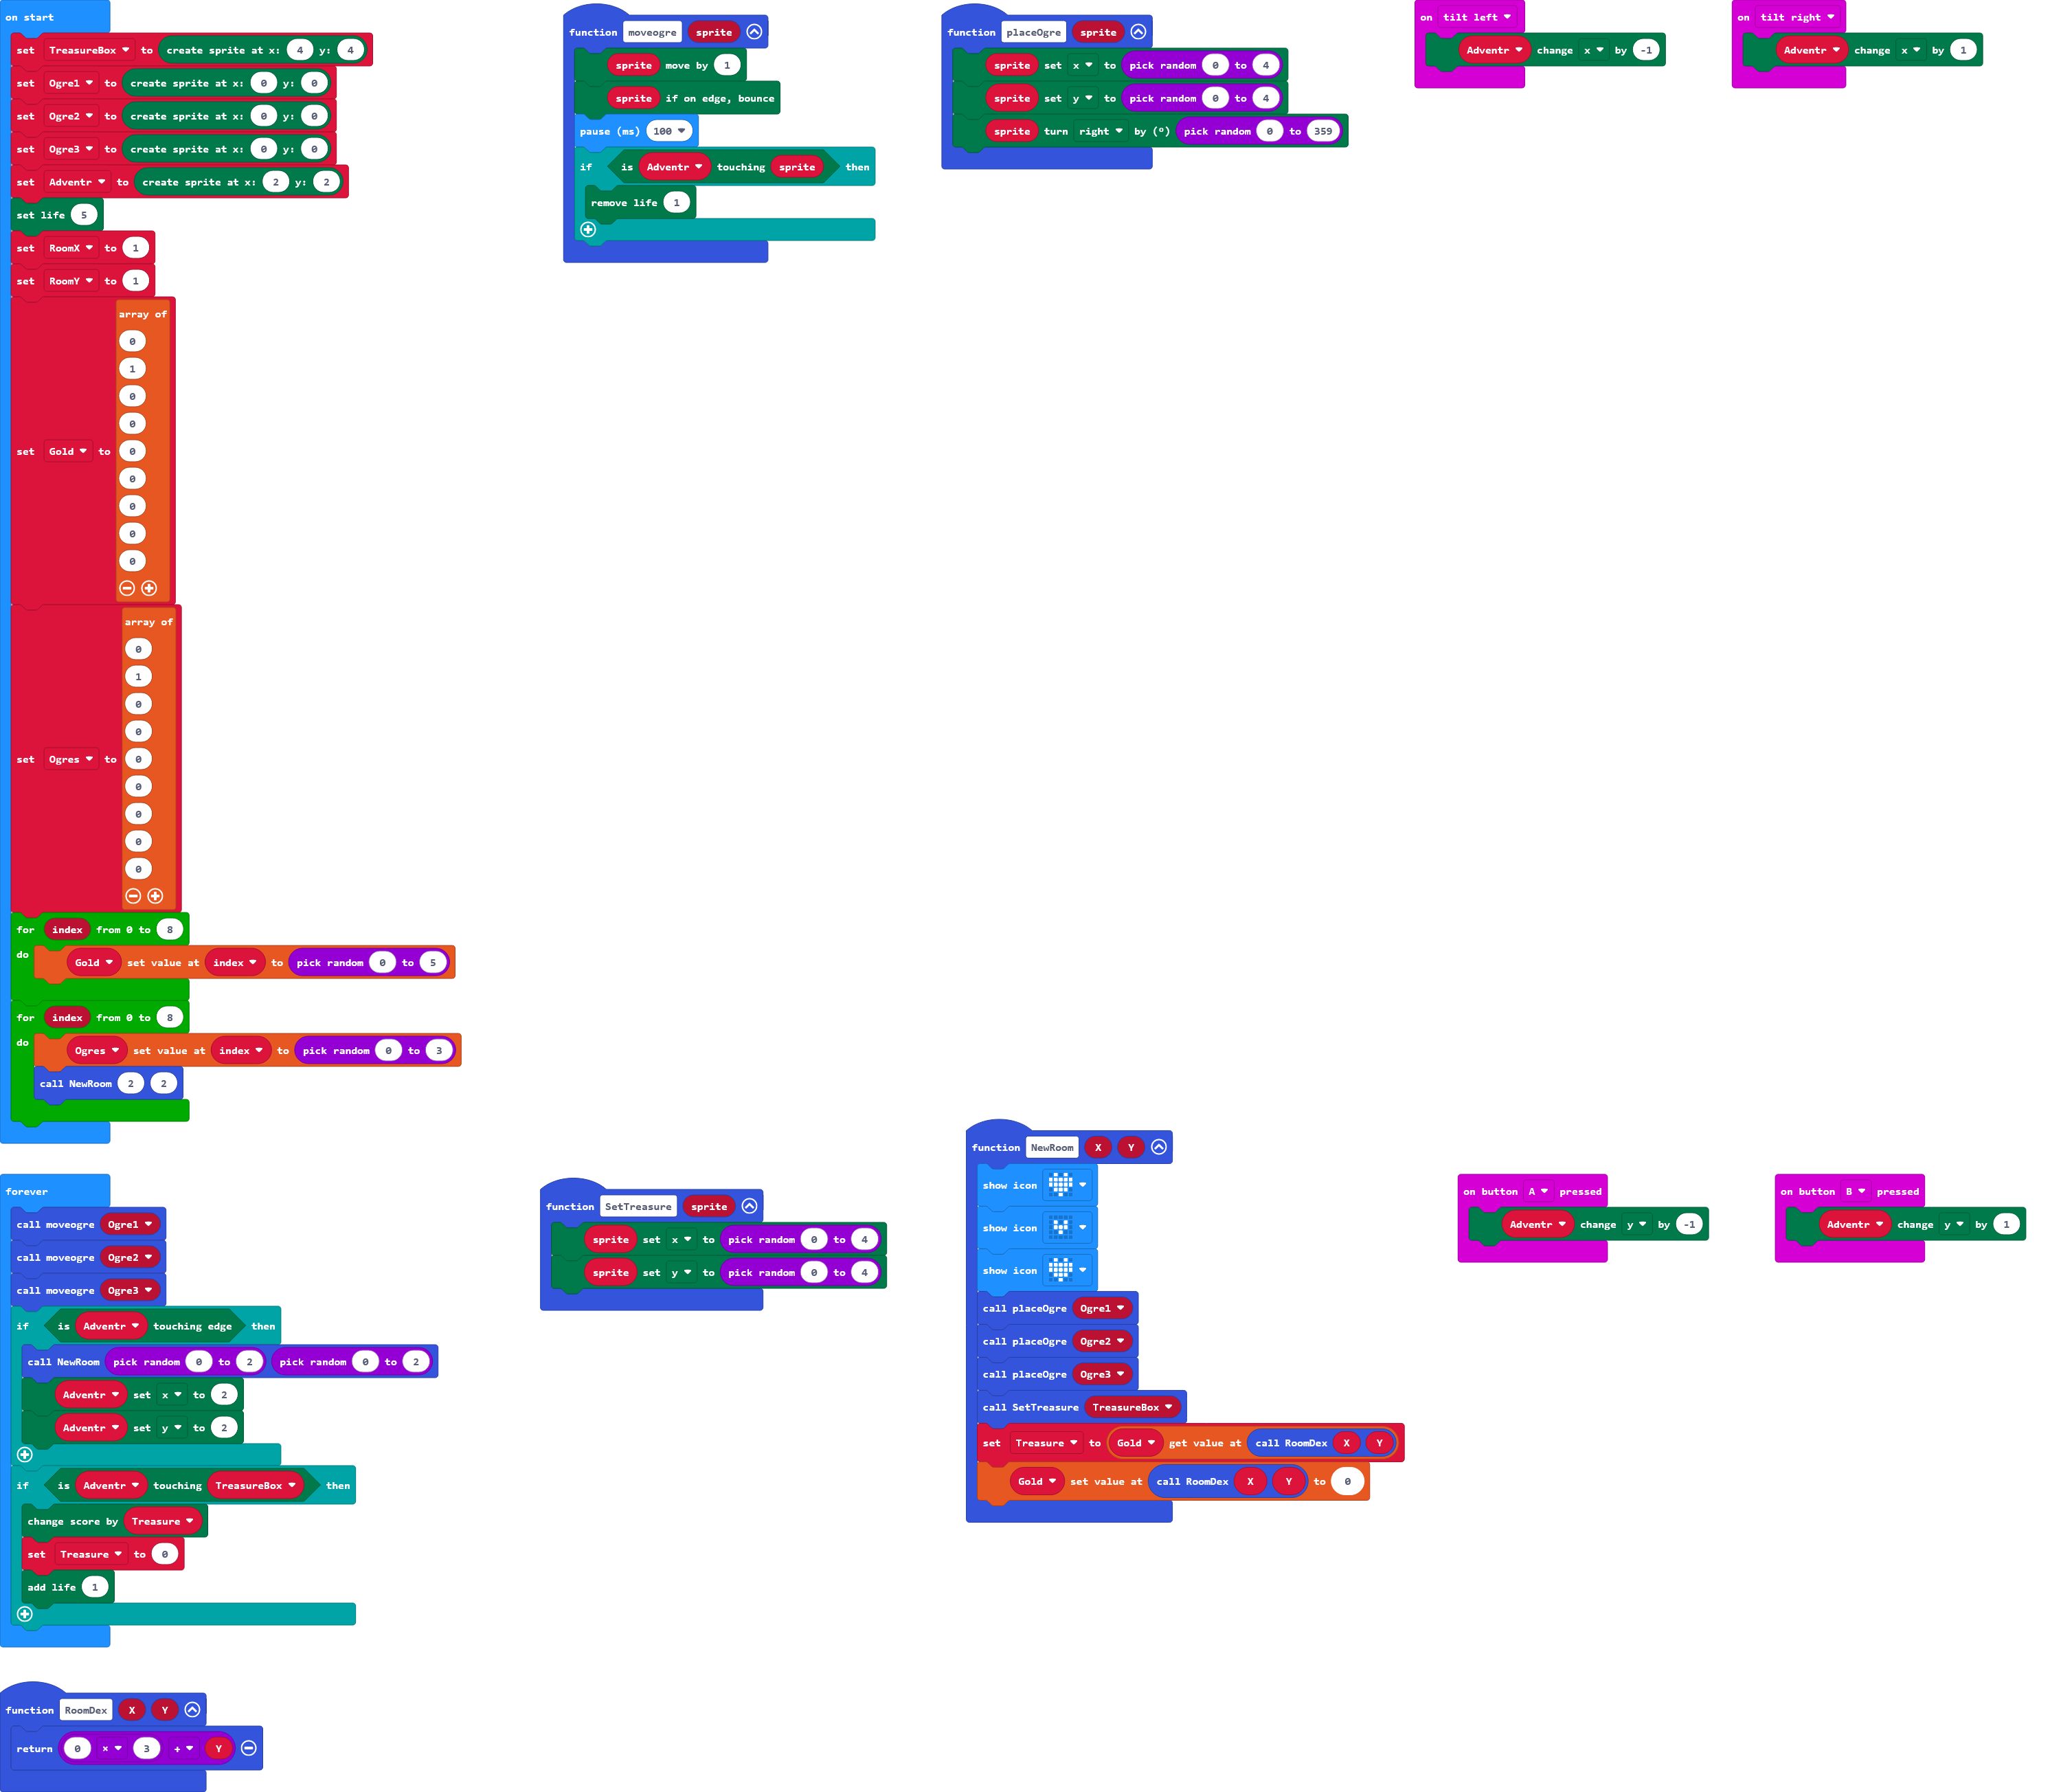 on start
set TreasureBox to create sprite at x: 4 y: 4
set Ogre1 to create sprite at x: 0 y: 0
set Ogre2 to create sprite at x: 0 y: 0
set Ogre3 to create sprite at x: 0 y: 0
set Adventr to create sprite at x: 2 y: 2
set life 5
set RoomX to 1
set RoomY to 1
set Gold to array of
0
1
0
0
0
0
0
0
0
set Ogres to array of
0
1
0
0
0
0
0
0
0
for index from 0 to 8
do Gold set value at index to pick random 0 to 5
for index from 0 to 8
do Ogres set value at index to pick random 0 to 3
call NewRoom 2 2
function moveogre sprite
sprite move by 1
sprite if on edge, bounce
pause (ms) 100
if is Adventr touching sprite then
remove life 1
function placeOgre sprite
sprite set x to pick random 0 to 4
sprite set y to pick random 0 to 4
sprite turn right by (º) pick random 0 to 359
on tilt left
Adventr change x by -1
on tilt right
Adventr change x by 1
forever
call moveogre Ogre1
call moveogre Ogre2
call moveogre Ogre3
if is Adventr touching edge then
call NewRoom pick random 0 to 2 pick random 0 to 2
Adventr set x to 2
Adventr set y to 2
if is Adventr touching TreasureBox then
change score by Treasure
set Treasure to 0
add life 1
function SetTreasure sprite
sprite set x to pick random 0 to 4
sprite set y to pick random 0 to 4
function NewRoom X Y
show icon
show icon
show icon
call placeOgre Ogre1
call placeOgre Ogre2
call placeOgre Ogre3
call SetTreasure TreasureBox
set Treasure to Gold get value at call RoomDex X Y
Gold set value at call RoomDex X Y to 0
on button A pressed
Adventr change y by -1
on button B pressed
Adventr change y by 1
function RoomDex X Y
return 0 × 3 + Y